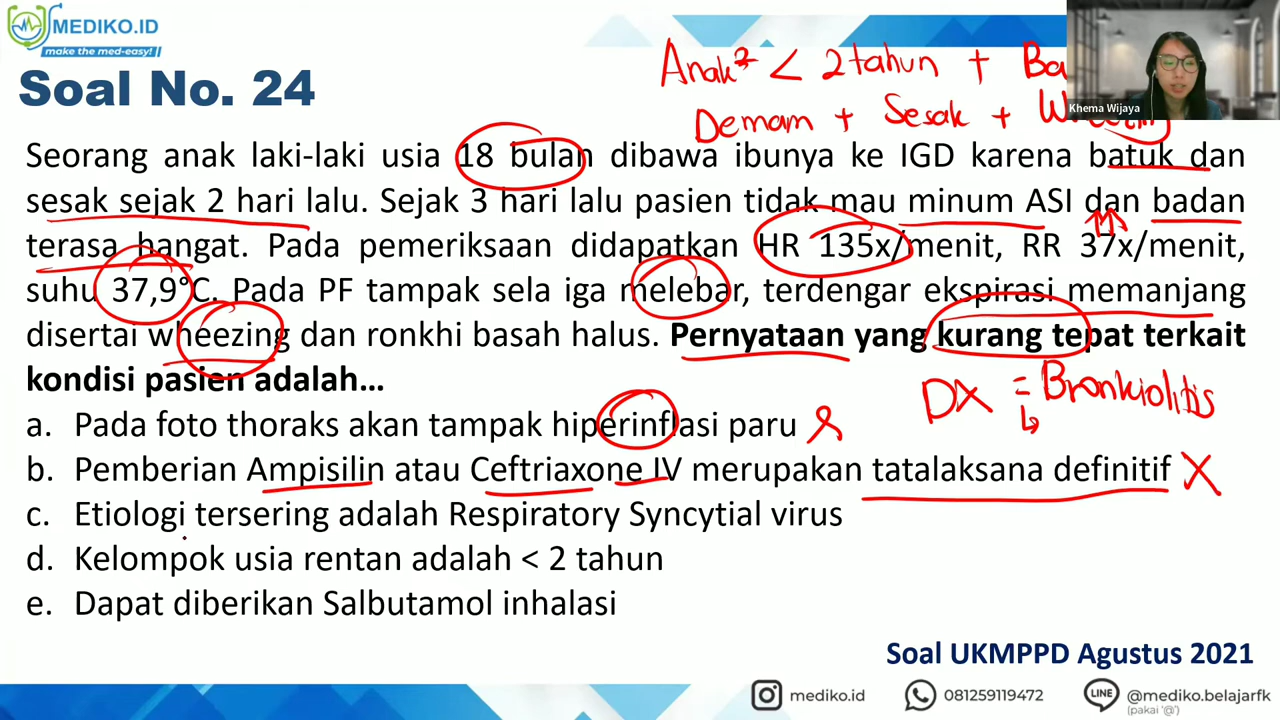 MEDIKO.ID
make the med-easy!
Soal No. 24
Anak² < 2 tahun +
Demam + Sesak +
Khema Wijaya
Seorang anak laki-laki usia 18 bulan dibawa ibunya ke IGD karena batuk dan
sesak sejak 2 hari lalu. Sejak 3 hari lalu pasien tidak mau minum ASI dan badan
terasa hangat. Pada pemeriksaan didapatkan HR 135x/menit, RR 37x/menit,
suhu 37,9°C. Pada PF tampak sela iga melebar, terdengar ekspirasi memanjang
disertai wheezing dan ronkhi basah halus. Pernyataan yang kurang tepat terkait
kondisi pasien adalah...
DX = Bronkiolitis
a. Pada foto thoraks akan tampak hiperinflasi paru
b. Pemberian Ampisilin atau Ceftriaxone IV merupakan tatalaksana definitif X
c. Etiologi tersering adalah Respiratory Syncytial virus
d. Kelompok usia rentan adalah < 2 tahun
e. Dapat diberikan Salbutamol inhalasi
Soal UKMPPD Agustus 2021
mediko.id
081259119472
LINE
@mediko.belajarfk
(pakai '@')